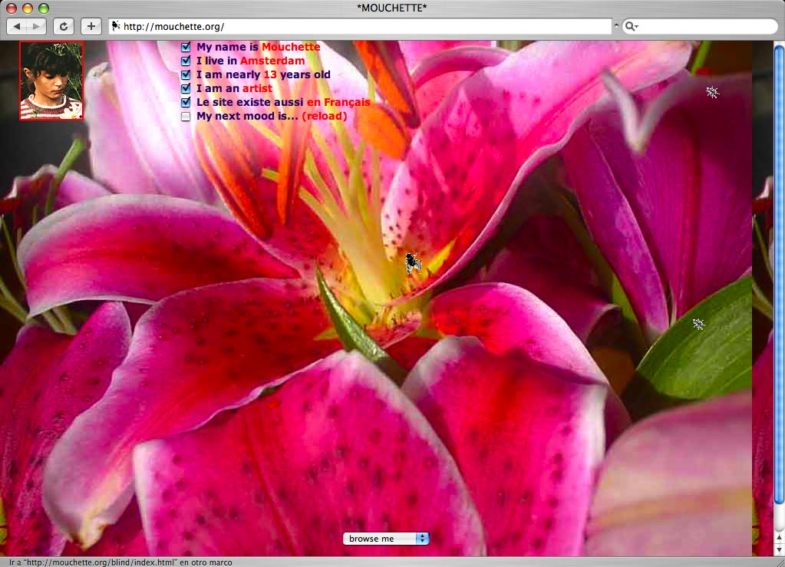 *MOUCHETTE*
http://mouchette.org/
My name is Mouchette
I live in Amsterdam
I am nearly 13 years old
I am an artist
Le site existe aussi en Français
My next mood is... (reload)
browse me
Ir a "http://mouchette.org/blind/index.html" en otro marco